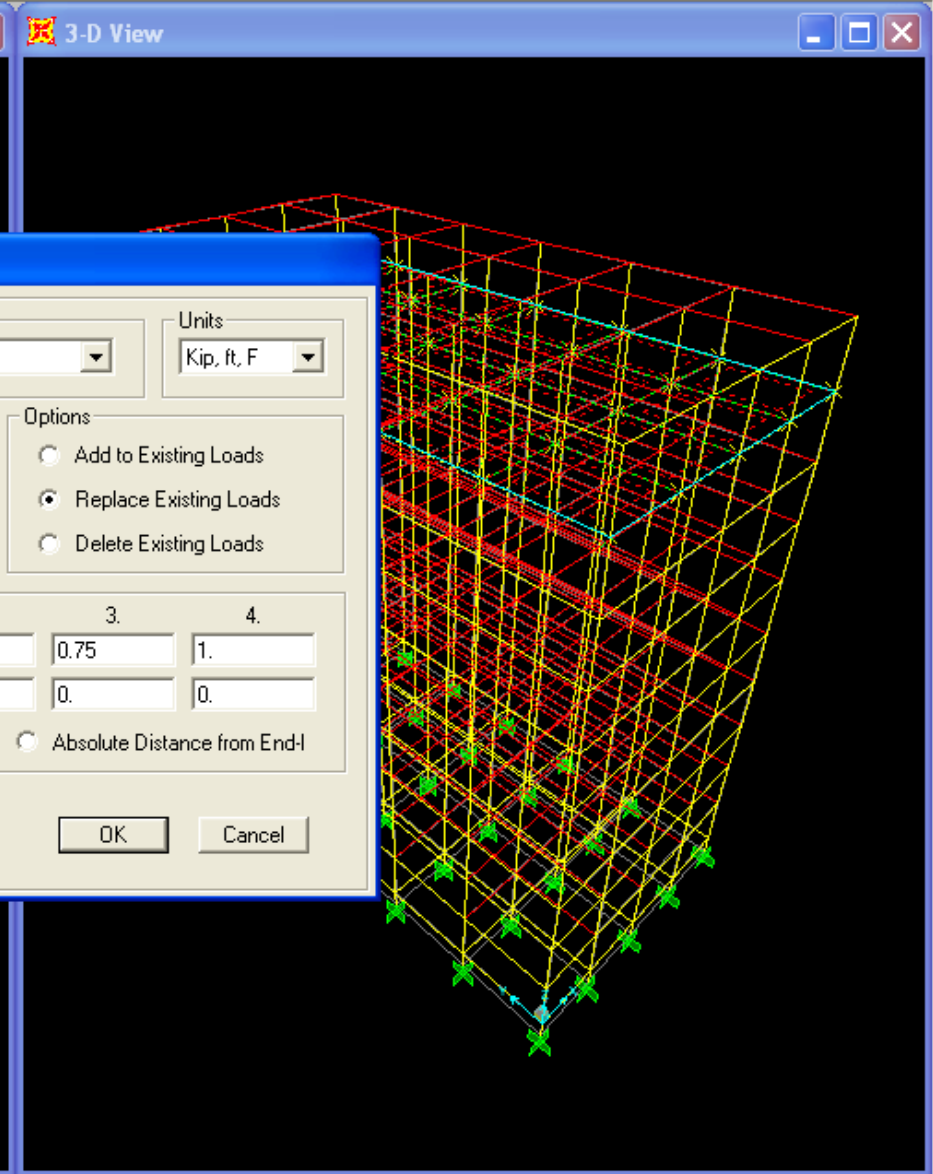 3-D View
Units
Kip, ft, F
Options
Add to Existing Loads
Replace Existing Loads
Delete Existing Loads
3. 4.
0.75 1.
0. 0.
Absolute Distance from End-I
OK Cancel